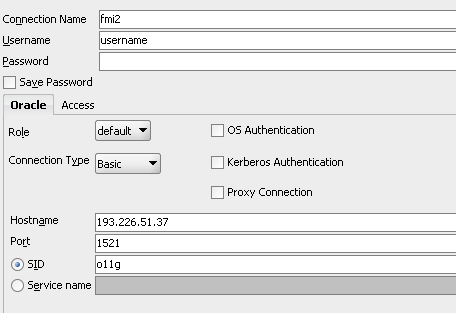 Connection Name fmi2
Username username
Password
Save Password
Oracle Access
Role default OS Authentication
Connection Type Basic Kerberos Authentication
Proxy Connection
Hostname 193.226.51.37
Port 1521
SID o11g
Service name